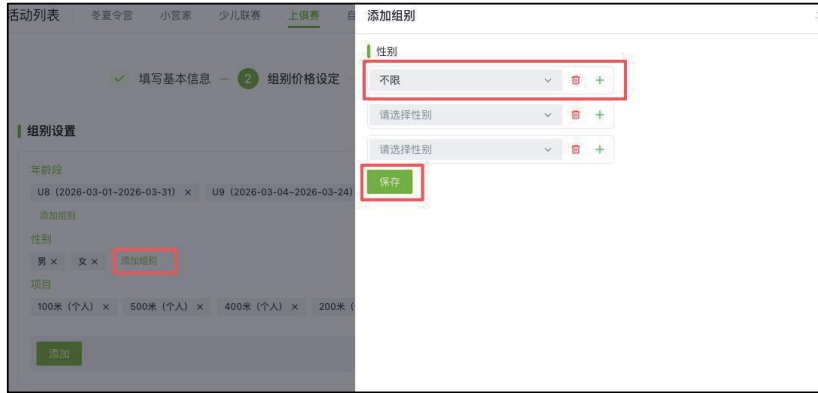 活动列表 冬夏令营 小营家 少儿联赛 上俱赛 自
填写基本信息 2 组别价格设定
组别设置
年龄段
U8 (2026-03-01~2026-03-31) × U9 (2026-03-04~2026-03-24)
添加组别
性别
男 × 女 × 添加组别
项目
100米 (个人) × 500米 (个人) × 400米 (个人) × 200米 (
添加
添加组别
性别
不限
请选择性别
请选择性别
保存